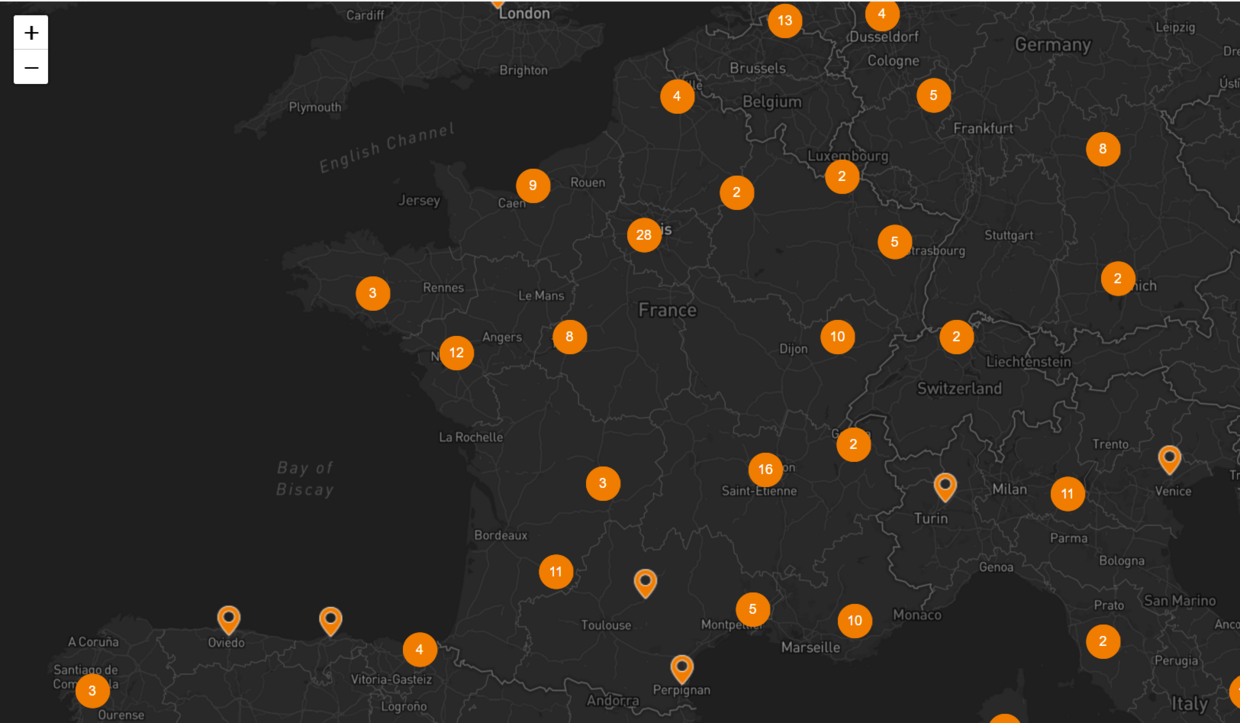 +
−
Cardiff
London
13
4
Leipzig
Dusseldorf
Germany
Brighton
Brussels
Cologne
4
Belgium
5
Plymouth
Frankfurt
English Channel
8
Luxembourg
9
Rouen
2
2
Jersey
Caen
28
5
Stuttgart
2
Rennes
3
Le Mans
France
Angers
8
10
2
12
Dijon
Liechtenstein
Switzerland
La Rochelle
2
Trento
Bay of
Biscay
16
3
Saint-Étienne
Milan
11
Venice
Turin
Bordeaux
Parma
Bologna
11
Genoa
5
10
Monaco
Prato
San Marino
Toulouse
Marseille
A Coruña
Oviedo
4
2
Perugia
Santiago de
3
Vitoria-Gasteiz
Perpignan
Andorra
Logroño
Italy
Ourense